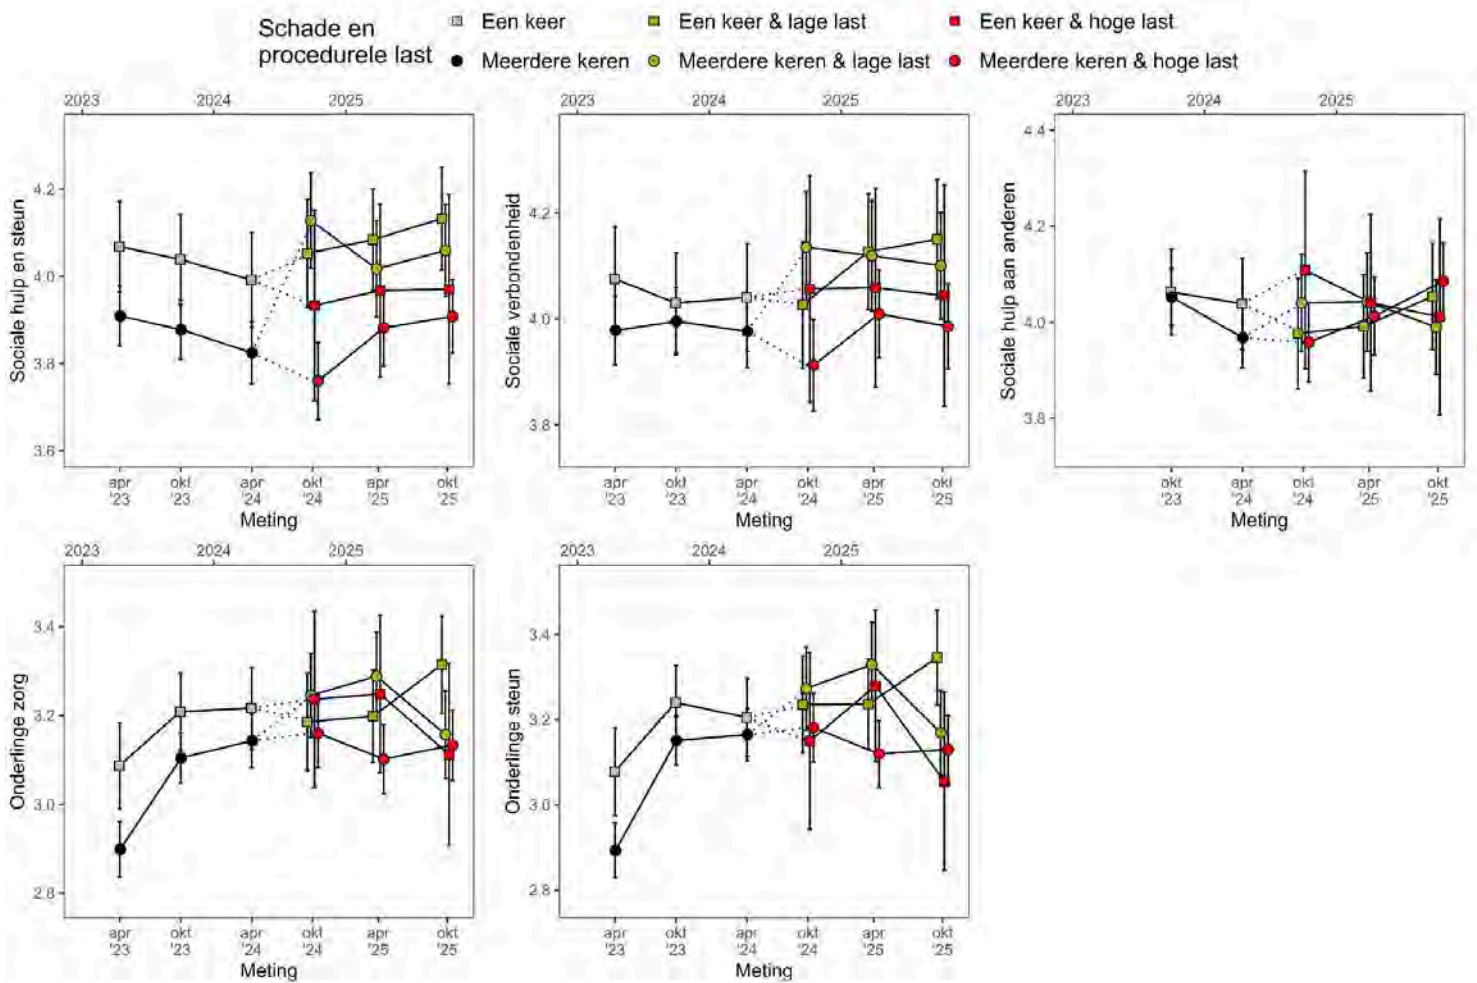 Schade en
procedurele last
Een keer
Een keer & lage last
Een keer & hoge last
Meerdere keren
Meerdere keren & lage last
Meerdere keren & hoge last
2023 2024 2025
Sociale hulp en steun
4.2
4.0
3.8
3.6
apr okt apr okt apr okt
'23 '23 '24 '24 '25 '25
Meting
2023 2024 2025
Sociale verbondenheid
4.2
4.0
3.8
apr okt apr okt apr okt
'23 '23 '24 '24 '25 '25
Meting
2023 2024 2025
Sociale hulp aan anderen
4.4
4.2
4.0
3.8
okt apr okt apr okt
'23 '24 '24 '25 '25
Meting
2023 2024 2025
Onderlinge zorg
3.4
3.2
3.0
2.8
apr okt apr okt apr okt
'23 '23 '24 '24 '25 '25
Meting
2023 2024 2025
Onderlinge steun
3.4
3.2
3.0
2.8
apr okt apr okt apr okt
'23 '23 '24 '24 '25 '25
Meting